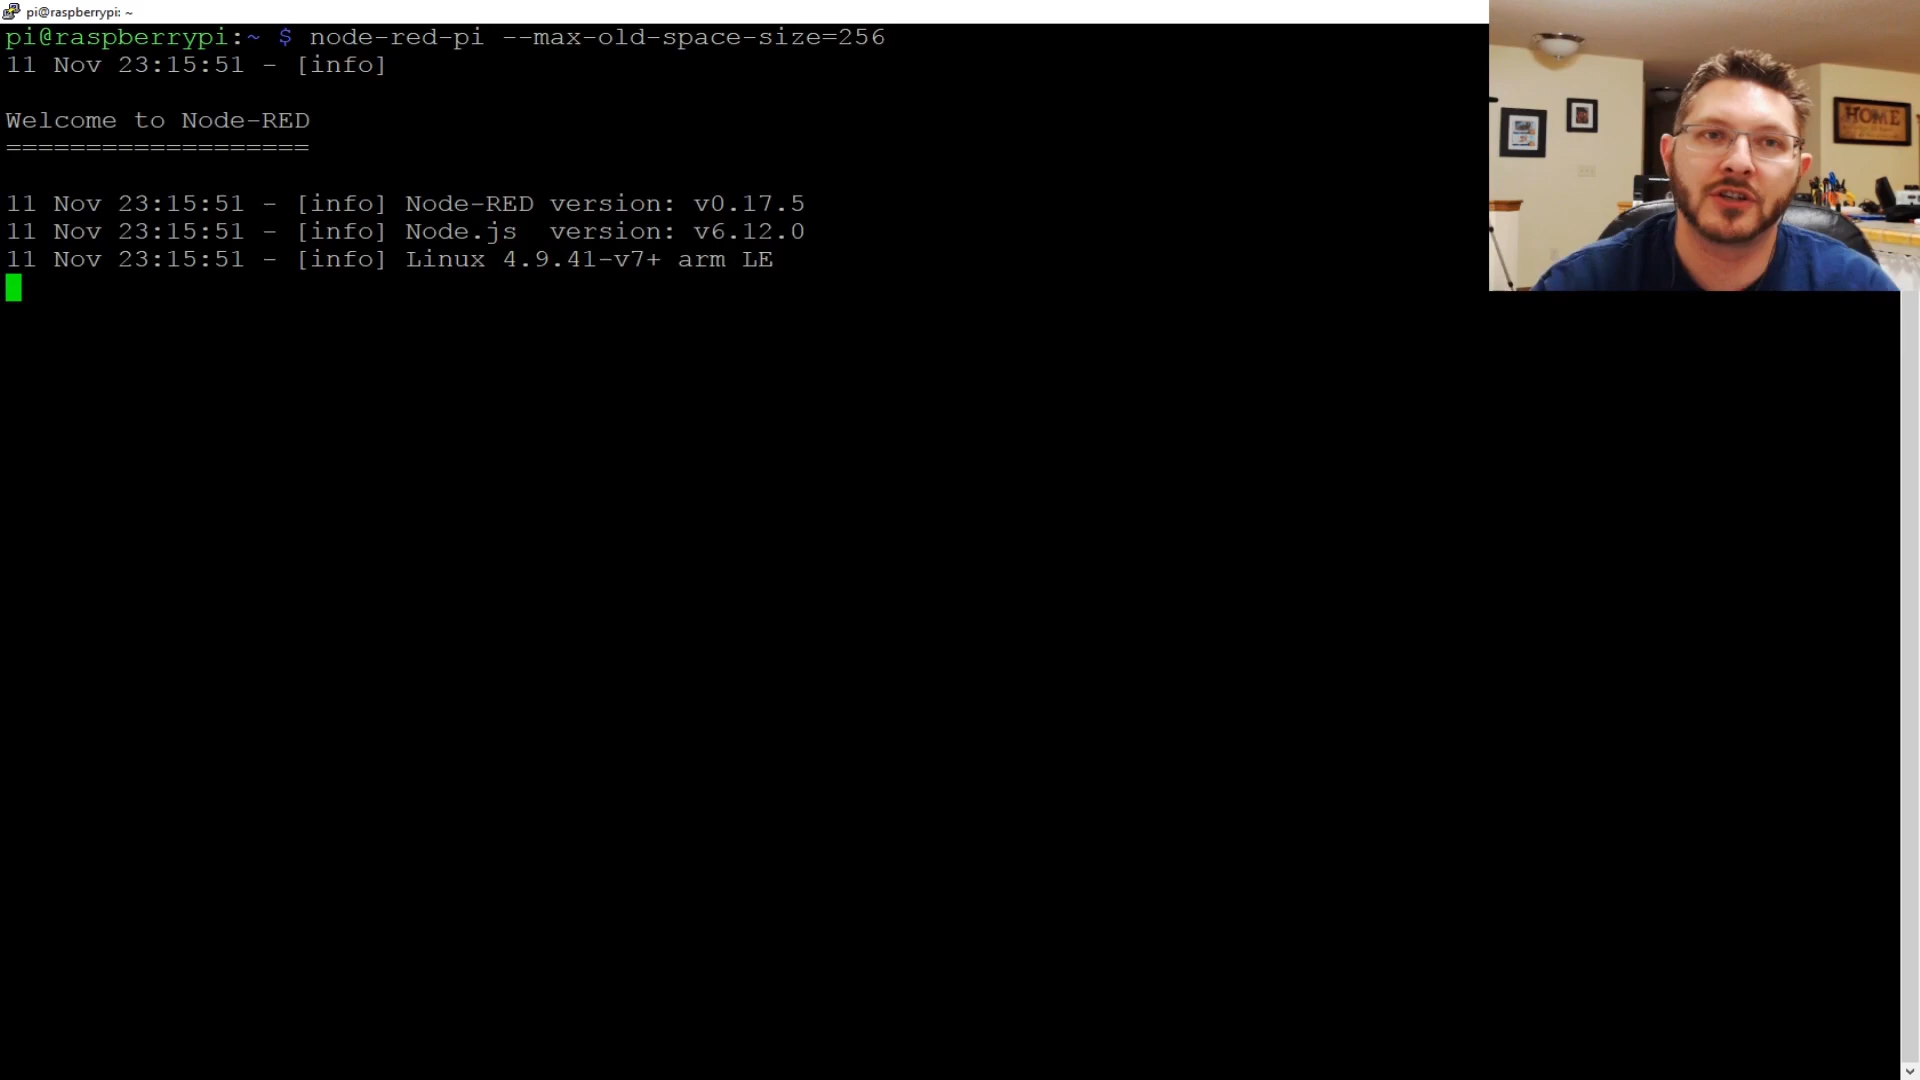 pi@raspberrypi: ~
pi@raspberrypi:~ $ node-red-pi --max-old-space-size=256
11 Nov 23:15:51 - [info]
Welcome to Node-RED
===================
11 Nov 23:15:51 - [info] Node-RED version: v0.17.5
11 Nov 23:15:51 - [info] Node.js  version: v6.12.0
11 Nov 23:15:51 - [info] Linux 4.9.41-v7+ arm LE
HOME